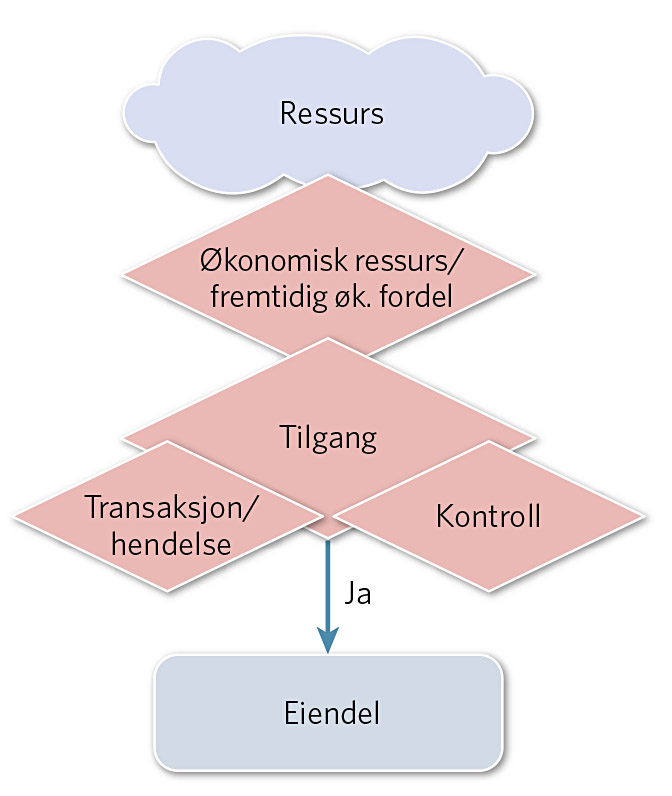 Ressurs
Økonomisk ressurs/
fremtidig øk. fordel
Tilgang
Transaksjon/
hendelse
Kontroll
Ja
Eiendel